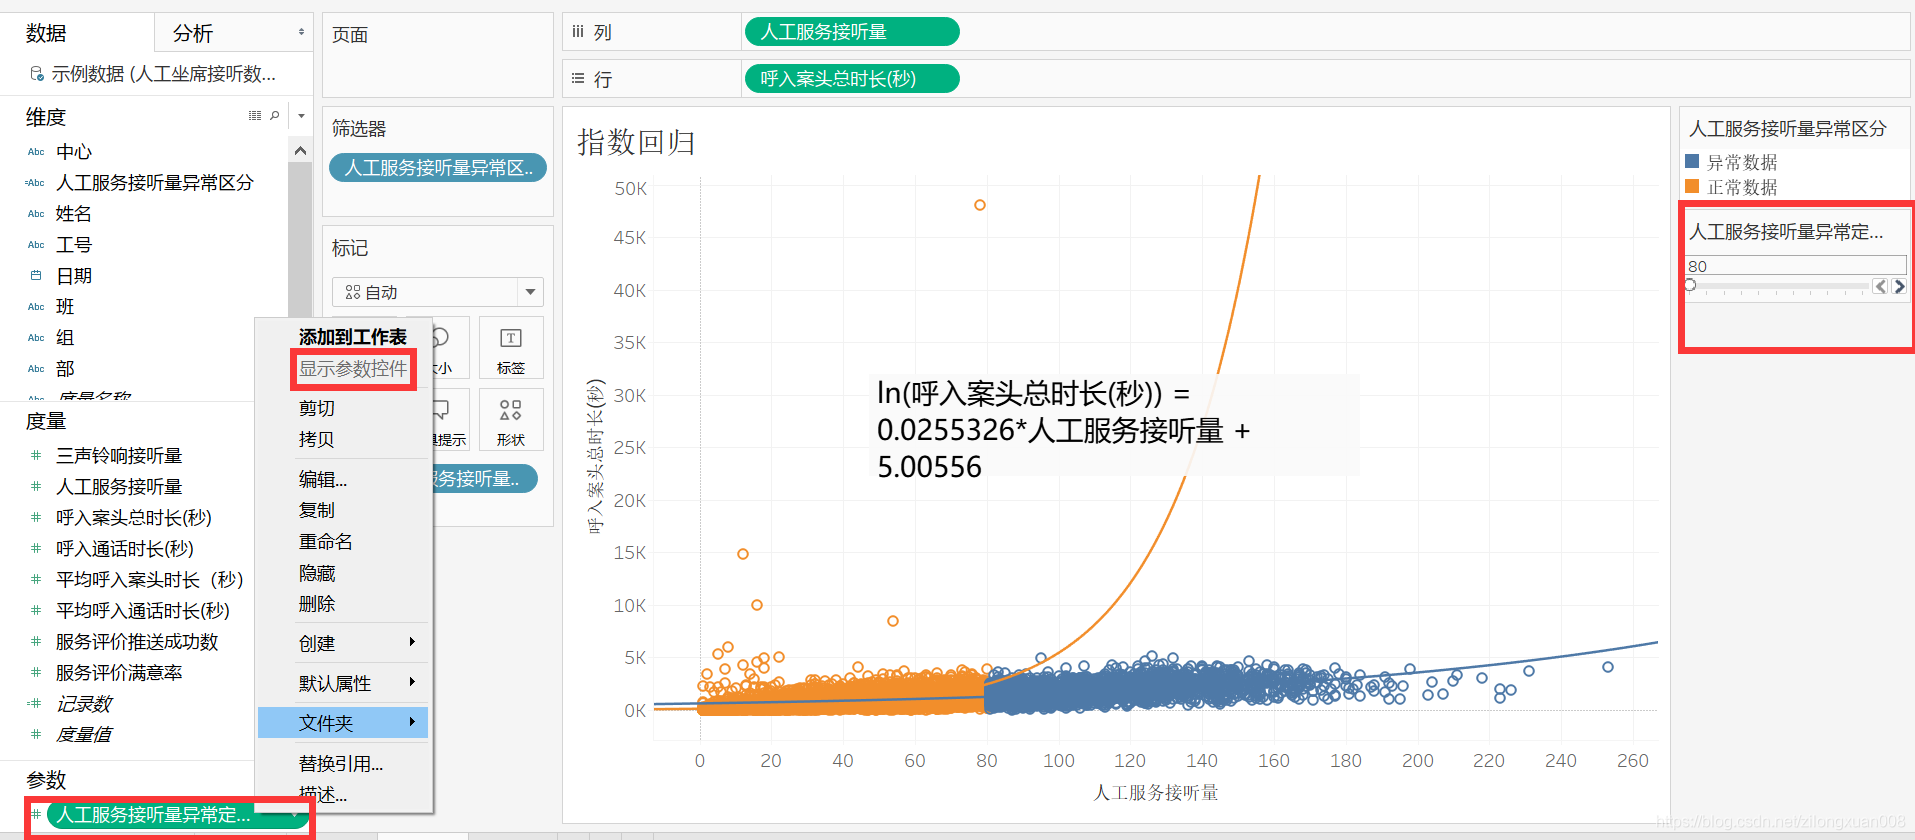 数据
分析
示例数据 (人工坐席接听数...
维度
Abc 中心
=Abc 人工服务接听量异常区分
Abc 姓名
Abc 工号
日期
Abc 班
Abc 组
Abc 部
Abc 度量名称
度量
# 三声铃响接听量
# 人工服务接听量
# 呼入案头总时长(秒)
# 呼入通话时长(秒)
# 平均呼入案头时长（秒）
# 平均呼入通话时长(秒)
# 服务评价推送成功数
# 服务评价满意率
=# 记录数
# 度量值
参数
# 人工服务接听量异常定...
添加到工作表
显示参数控件
剪切
拷贝
编辑...
复制
重命名
隐藏
删除
创建
默认属性
文件夹
替换引用...
描述...
页面
筛选器
人工服务接听量异常区..
标记
自动
大小
标签
具提示
形状
服务接听量..
列
人工服务接听量
行
呼入案头总时长(秒)
指数回归
50K
45K
40K
35K
30K
25K
20K
15K
10K
5K
0K
呼入案头总时长(秒)
ln(呼入案头总时长(秒)) =
0.0255326*人工服务接听量 +
5.00556
0 20 40 60 80 100 120 140 160 180 200 220 240 260
人工服务接听量
人工服务接听量异常区分
异常数据
正常数据
人工服务接听量异常定...
80
https://blog.csdn.net/zilongxuan008